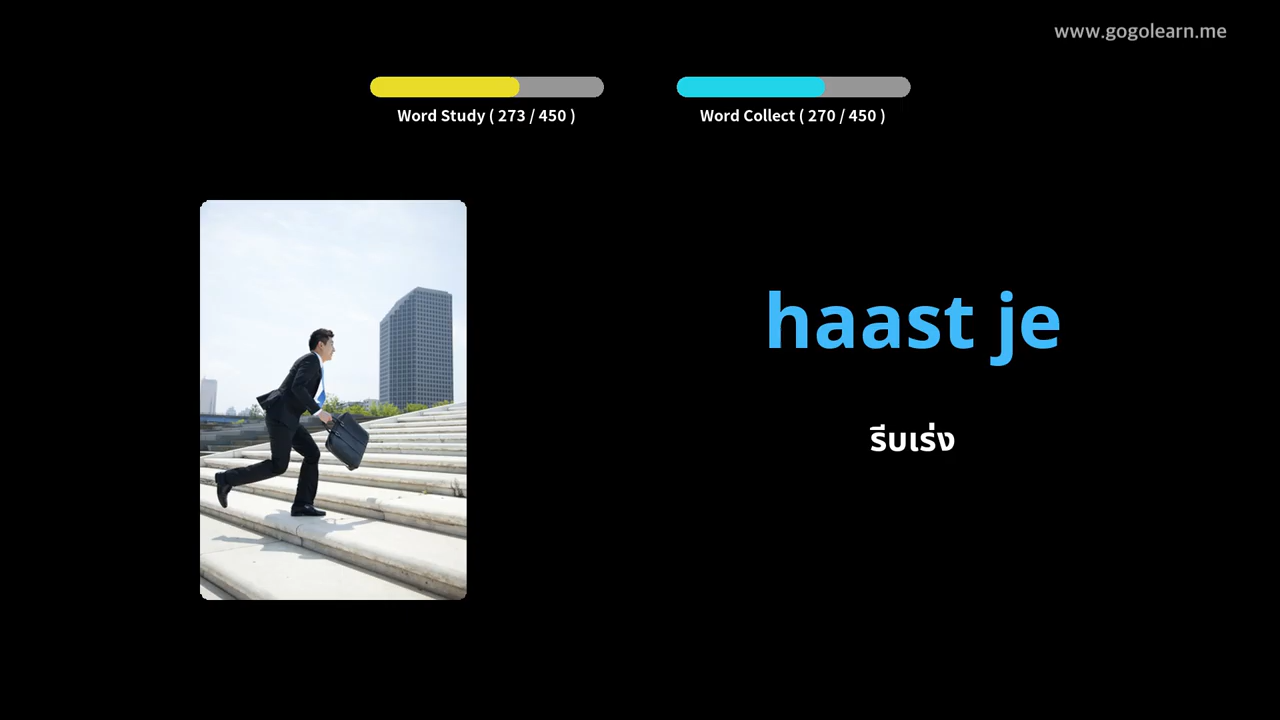 www.gogolearn.me
Word Study ( 273 / 450 )
Word Collect ( 270 / 450 )
haast je
รีบเร่ง